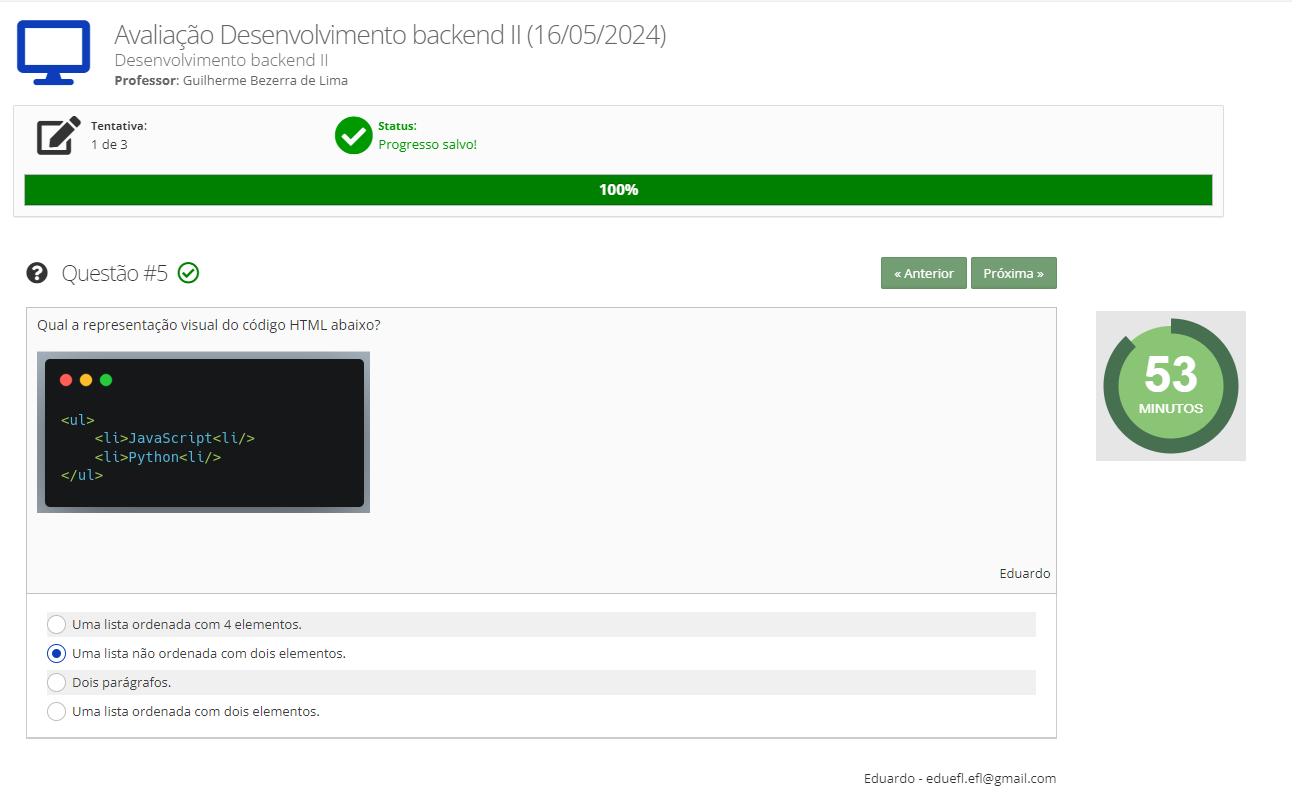 Avaliação Desenvolvimento backend II (16/05/2024)
Desenvolvimento backend II
Professor: Guilherme Bezerra de Lima
Tentativa:
1 de 3
Status:
Progresso salvo!
100%
Questão #5
« Anterior
Próxima »
Qual a representação visual do código HTML abaixo?
<ul>
    <li>JavaScript<li/>
    <li>Python<li/>
</ul>
53
MINUTOS
Eduardo
Uma lista ordenada com 4 elementos.
Uma lista não ordenada com dois elementos.
Dois parágrafos.
Uma lista ordenada com dois elementos.
Eduardo - eduefl.efl@gmail.com